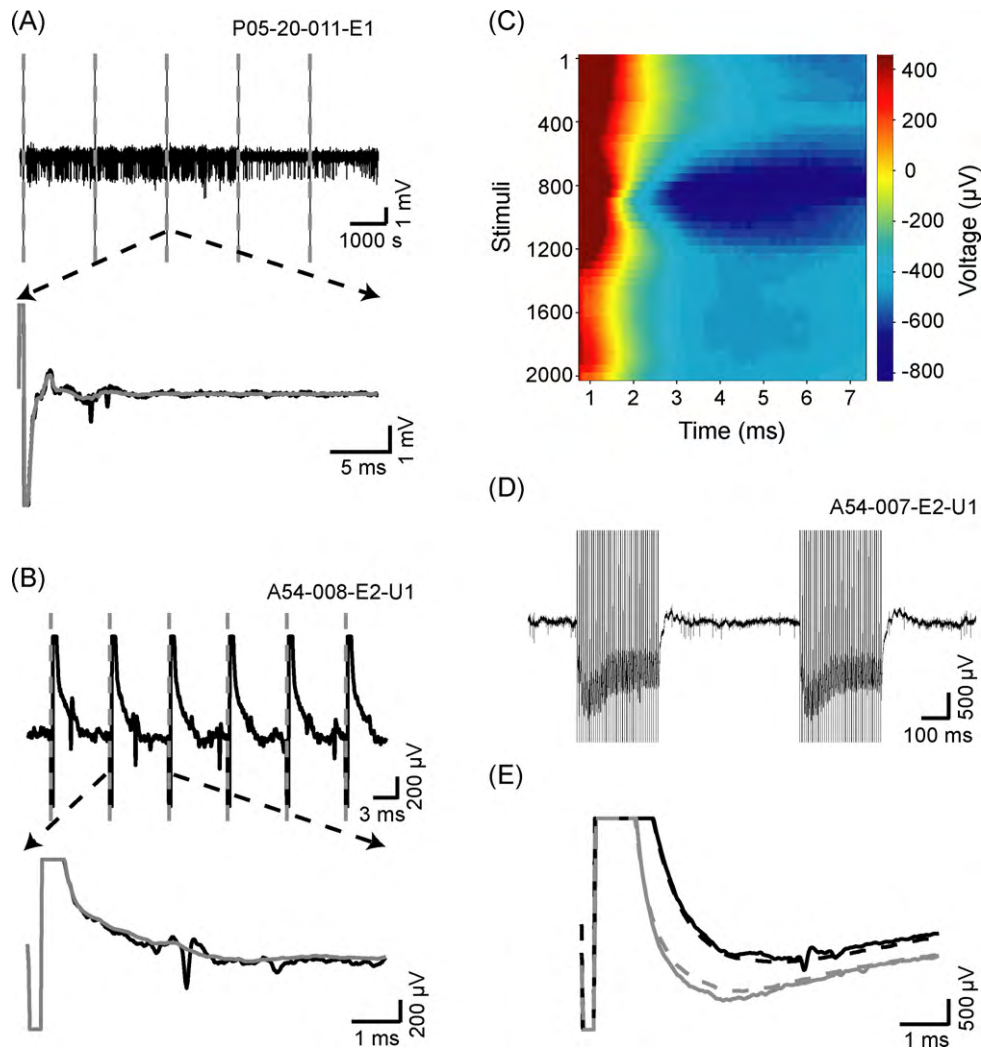 (A)
P05-20-011-E1
1 mV
1000 s
1 mV
5 ms
(B)
A54-008-E2-U1
200 µV
3 ms
200 µV
1 ms
(C)
Stimuli
1
400
800
1200
1600
2000
1 2 3 4 5 6 7
Time (ms)
400
200
0
-200
-400
-600
-800
Voltage (µV)
(D)
A54-007-E2-U1
500 µV
100 ms
(E)
500 µV
1 ms